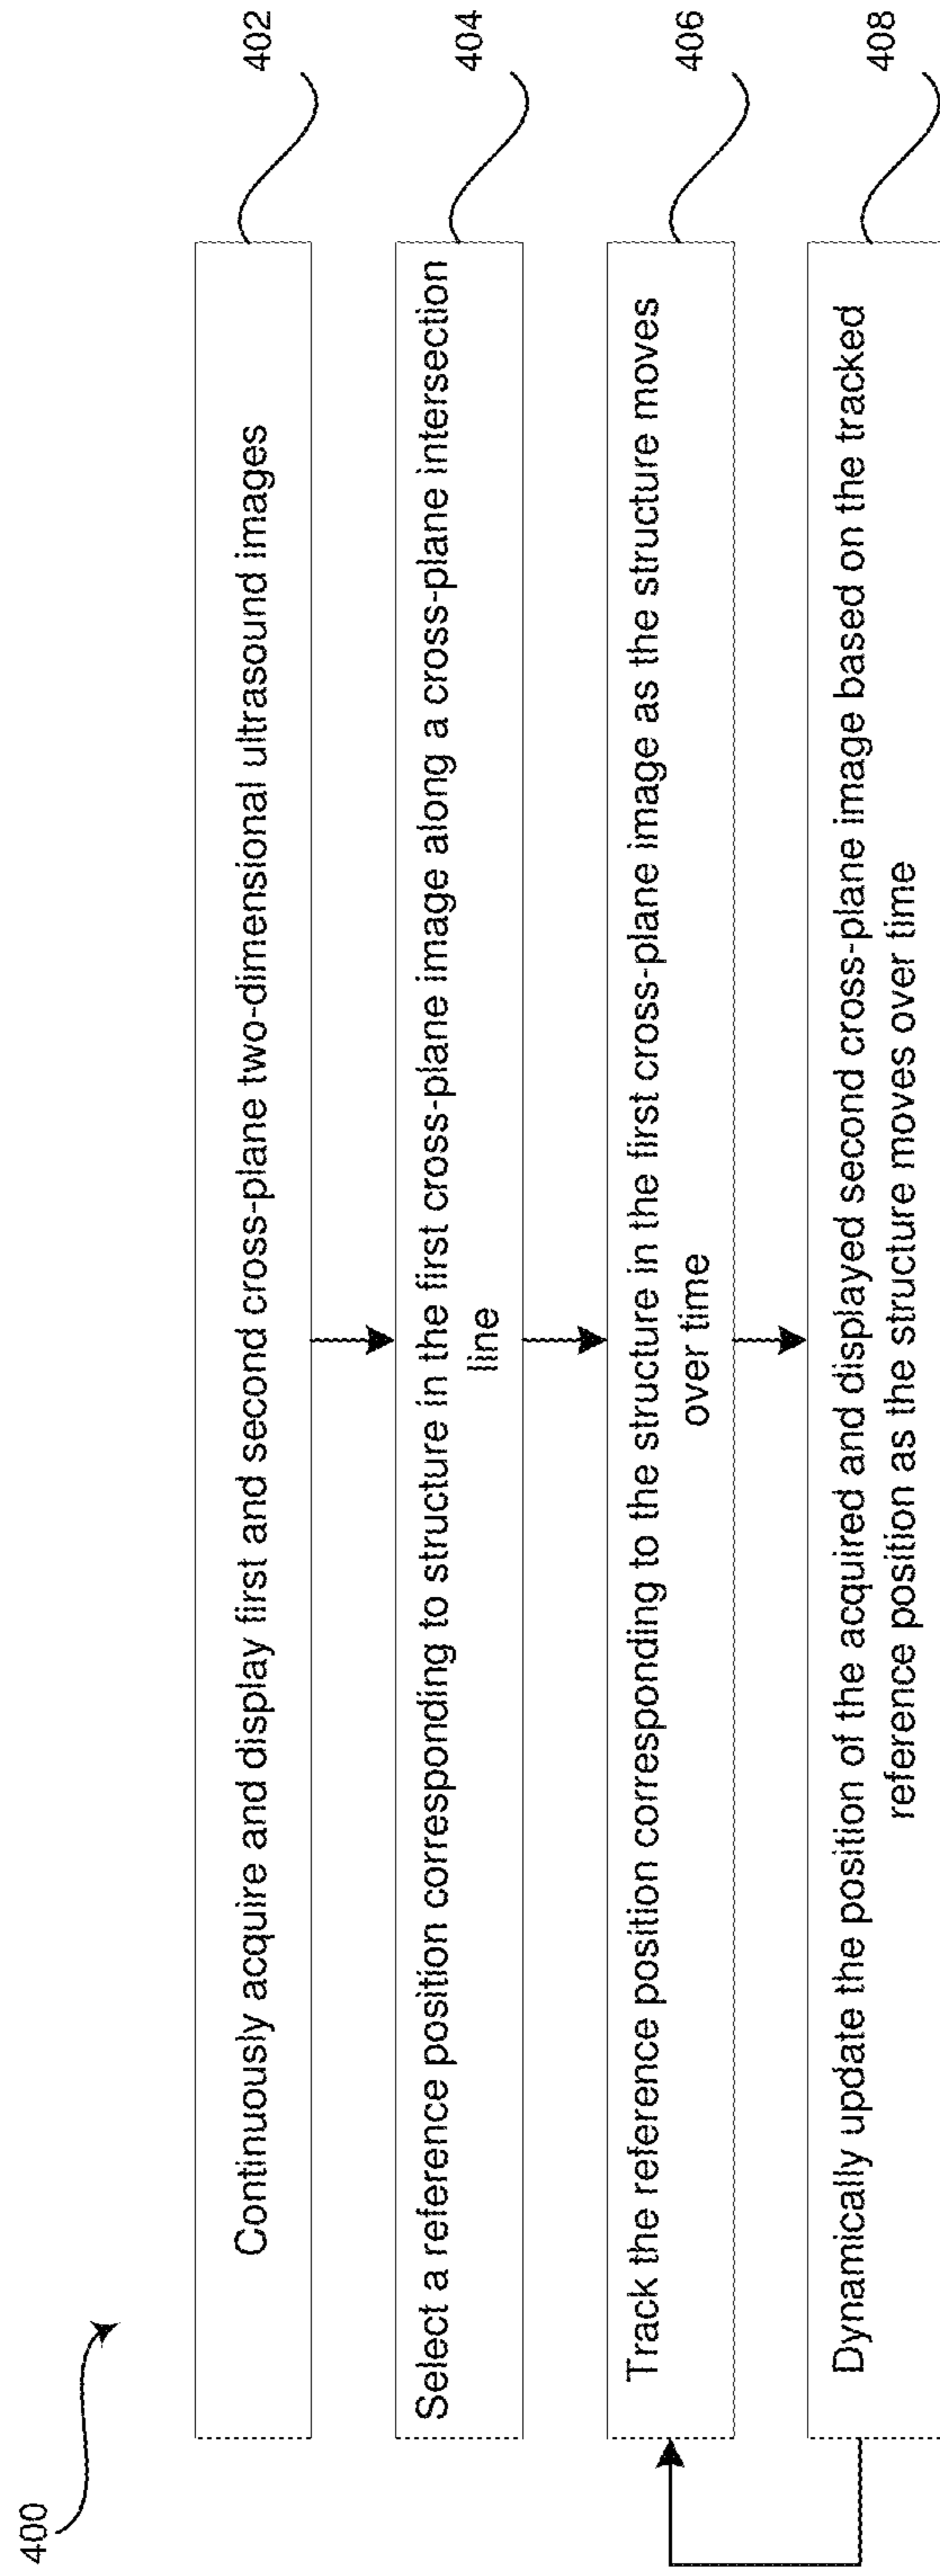 400
Continuously acquire and display first and second cross-plane two-dimensional ultrasound images
402
Select a reference position corresponding to structure in the first cross-plane image along a cross-plane intersection
line
404
Track the reference position corresponding to the structure in the first cross-plane image as the structure moves
over time
406
Dynamically update the position of the acquired and displayed second cross-plane image based on the tracked
reference position as the structure moves over time
408